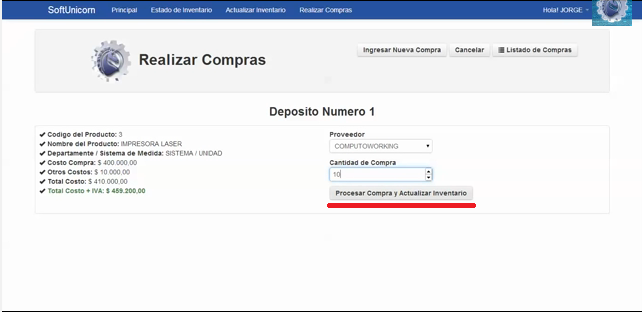 SoftUnicorn Principal Estado de Inventario Actualizar Inventario Realizar Compras Hola! JORGE
Realizar Compras
Ingresar Nueva Compra Cancelar Listado de Compras
Deposito Numero 1
Codigo del Producto: 3
Nombre del Producto: IMPRESORA LASER
Departamente / Sistema de Medida: SISTEMA / UNIDAD
Costo Compra: $ 400.000,00
Otros Costos: $ 10.000,00
Total Costo: $ 410.000,00
Total Costo + IVA: $ 459.200,00
Proveedor
COMPUTOWORKING
Cantidad de Compra
10
Procesar Compra y Actualizar Inventario